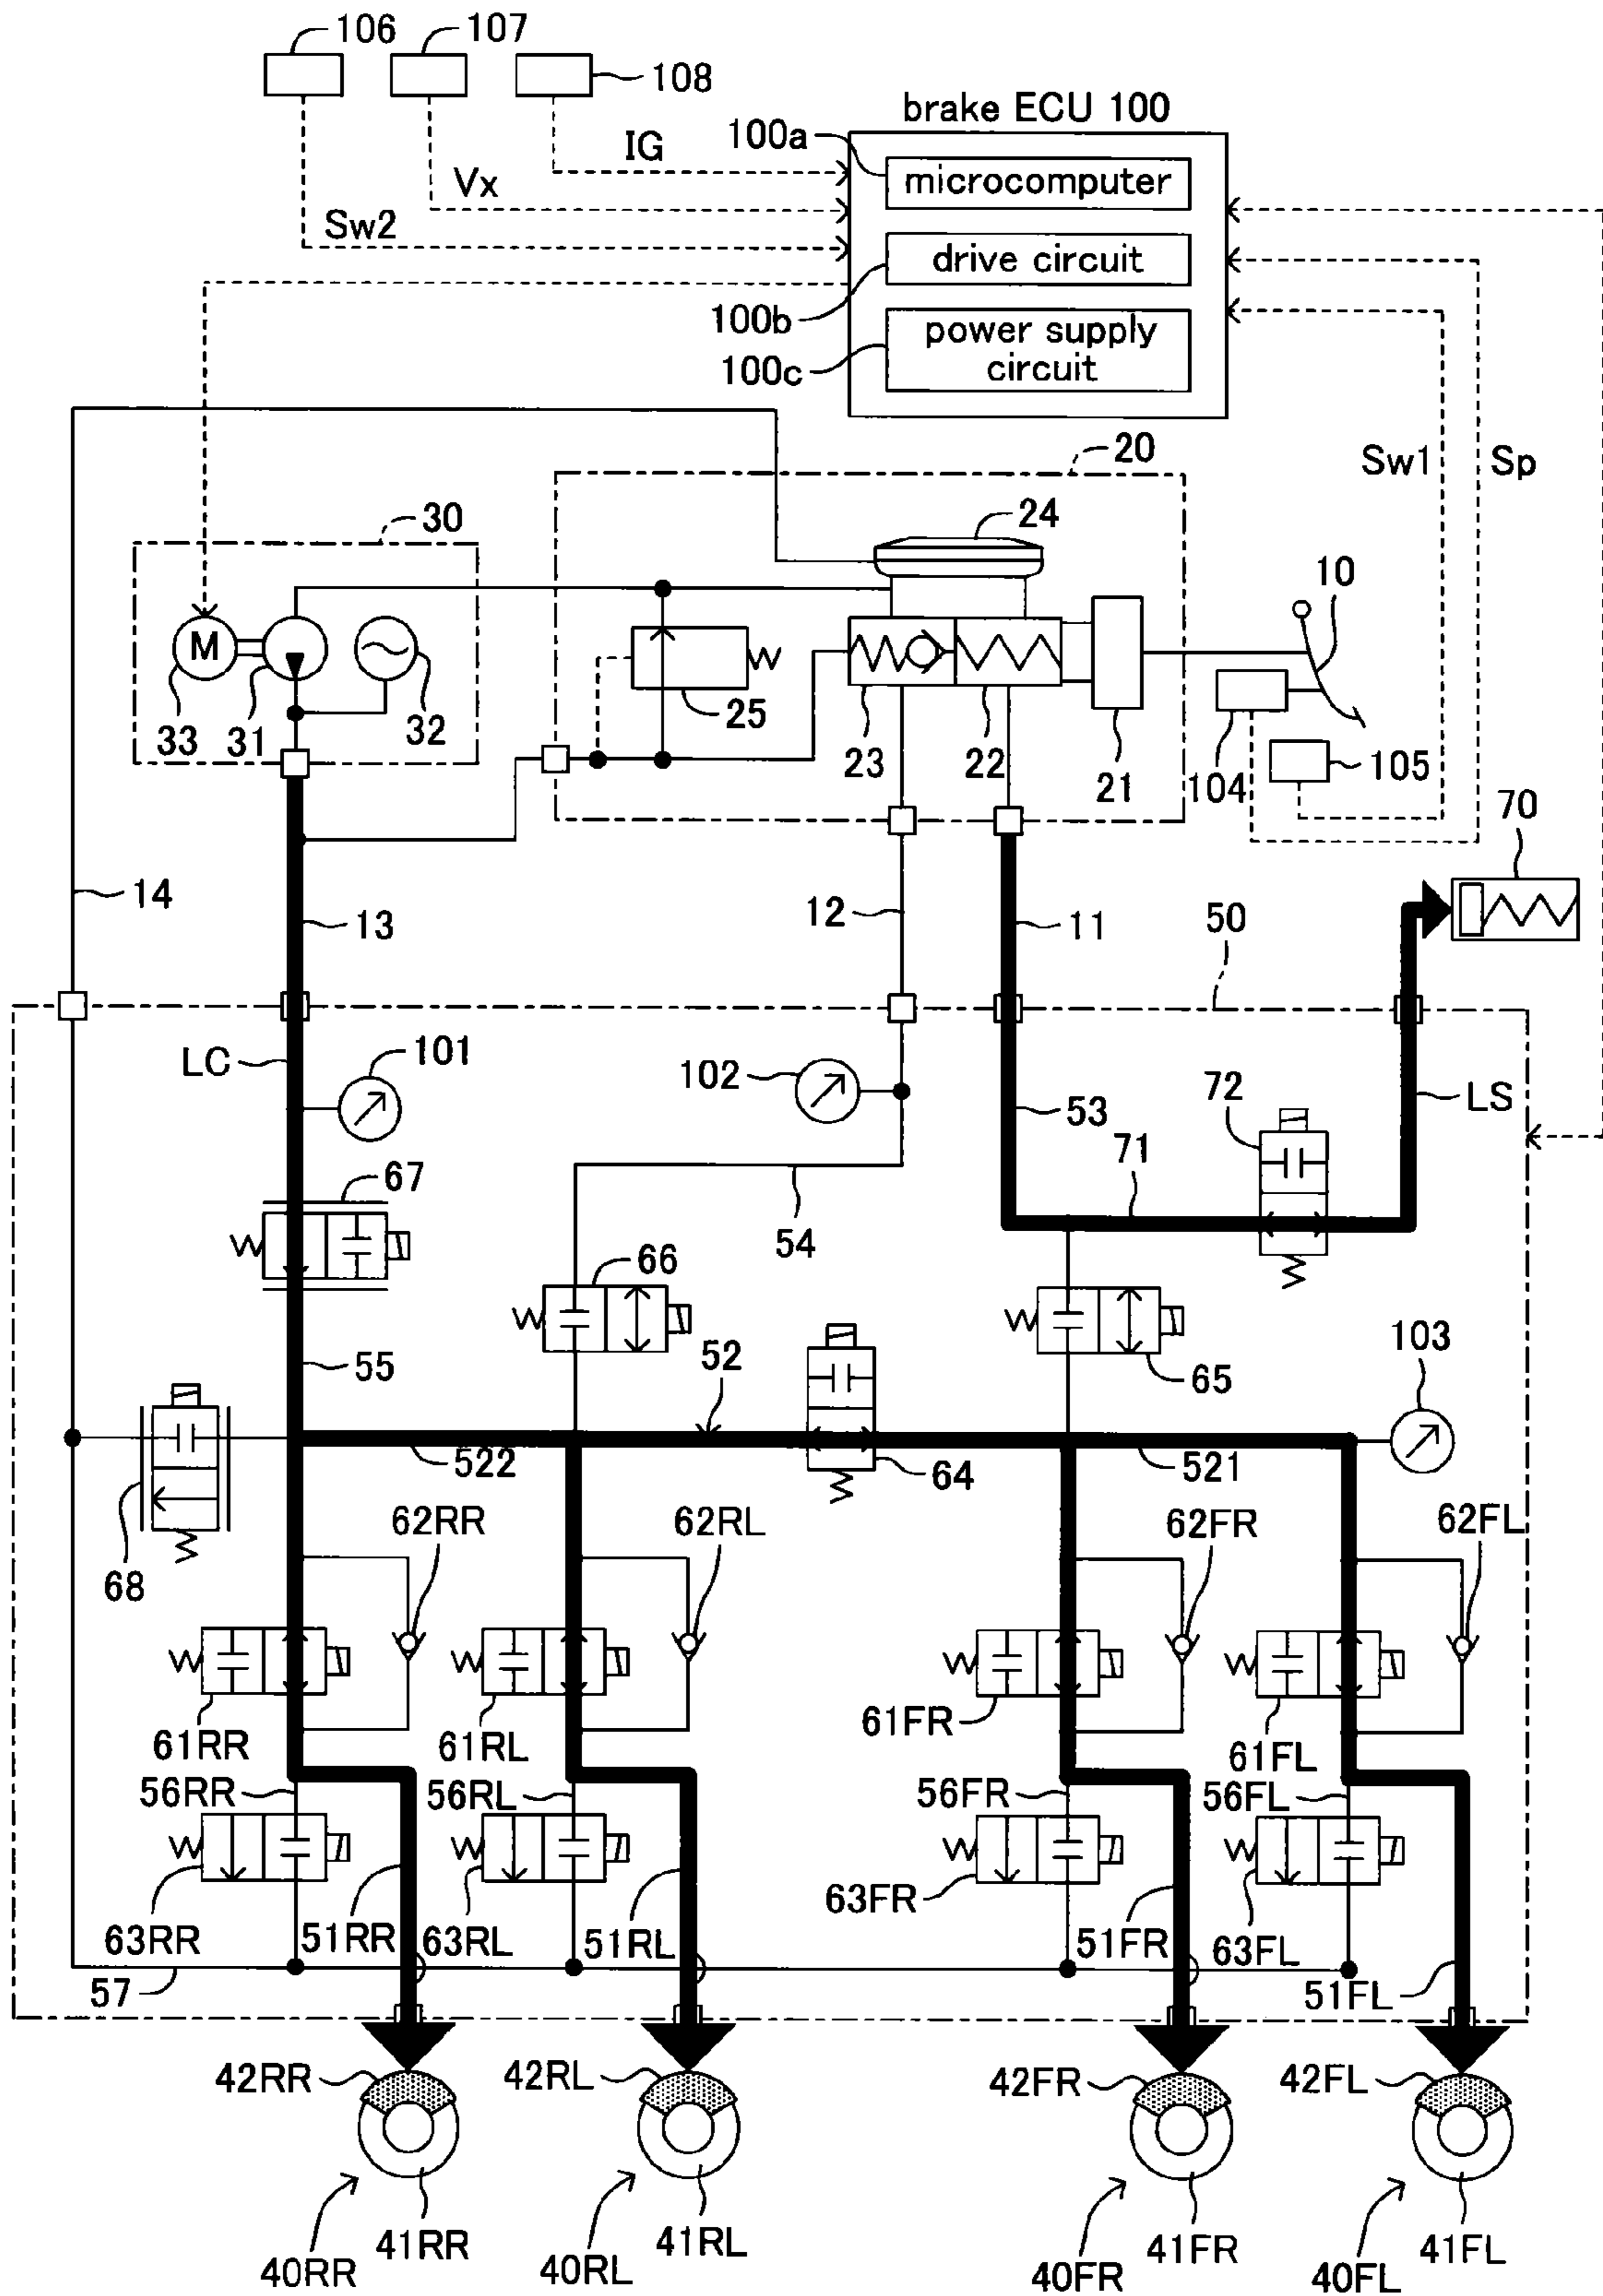 106
107
108
brake ECU 100
100a
IG
microcomputer
Vx
Sw2
drive circuit
100b
power supply
circuit
100c
20
Sw1
Sp
30
24
10
M
33
31
32
25
23
22
21
104
105
70
14
13
12
11
50
LC
101
102
53
72
LS
71
67
54
66
55
52
65
103
522
64
521
68
62RR
62RL
62FR
62FL
61RR
61RL
61FR
61FL
56RR
56RL
56FR
56FL
63RR
51RR
63RL
51RL
63FR
51FR
63FL
51FL
57
42RR
42RL
42FR
42FL
40RR
41RR
40RL
41RL
40FR
41FR
40FL
41FL